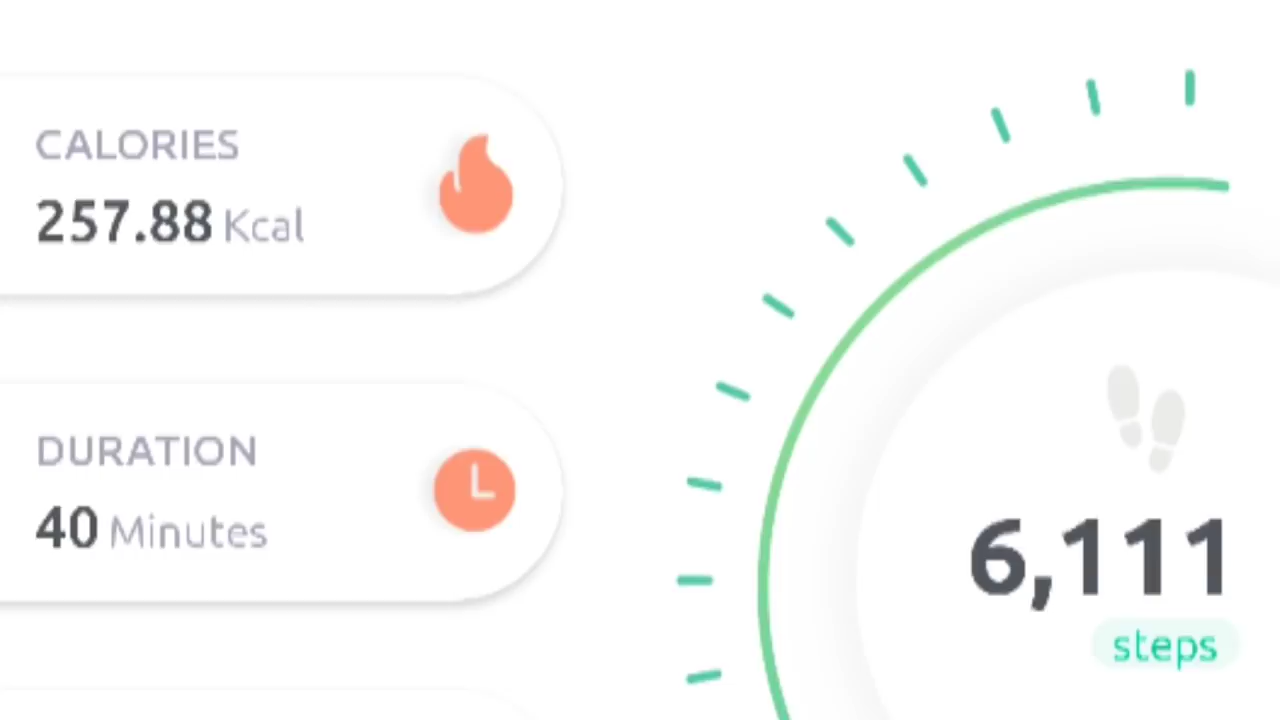 CALORIES
257.88 Kcal
DURATION
40 Minutes
6,111
steps